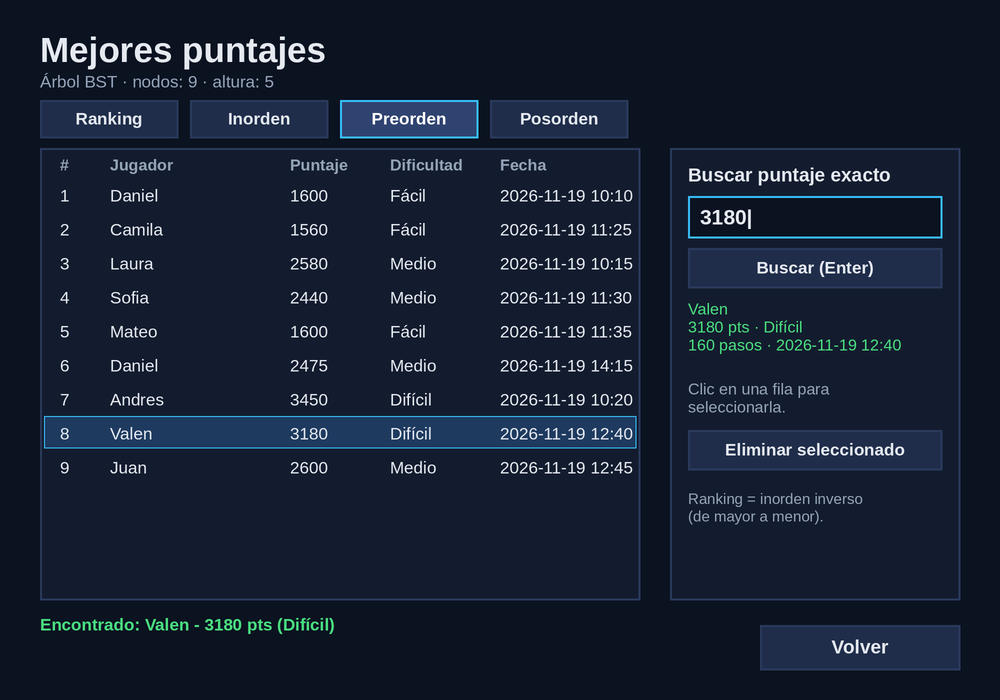 Mejores puntajes
Árbol BST · nodos: 9 · altura: 5
Ranking Inorden Preorden Posorden
# Jugador Puntaje Dificultad Fecha
1 Daniel 1600 Fácil 2026-11-19 10:10
2 Camila 1560 Fácil 2026-11-19 11:25
3 Laura 2580 Medio 2026-11-19 10:15
4 Sofia 2440 Medio 2026-11-19 11:30
5 Mateo 1600 Fácil 2026-11-19 11:35
6 Daniel 2475 Medio 2026-11-19 14:15
7 Andres 3450 Difícil 2026-11-19 10:20
8 Valen 3180 Difícil 2026-11-19 12:40
9 Juan 2600 Medio 2026-11-19 12:45
Buscar puntaje exacto
3180|
Buscar (Enter)
Valen
3180 pts · Difícil
160 pasos · 2026-11-19 12:40
Clic en una fila para
seleccionarla.
Eliminar seleccionado
Ranking = inorden inverso
(de mayor a menor).
Encontrado: Valen - 3180 pts (Difícil)
Volver